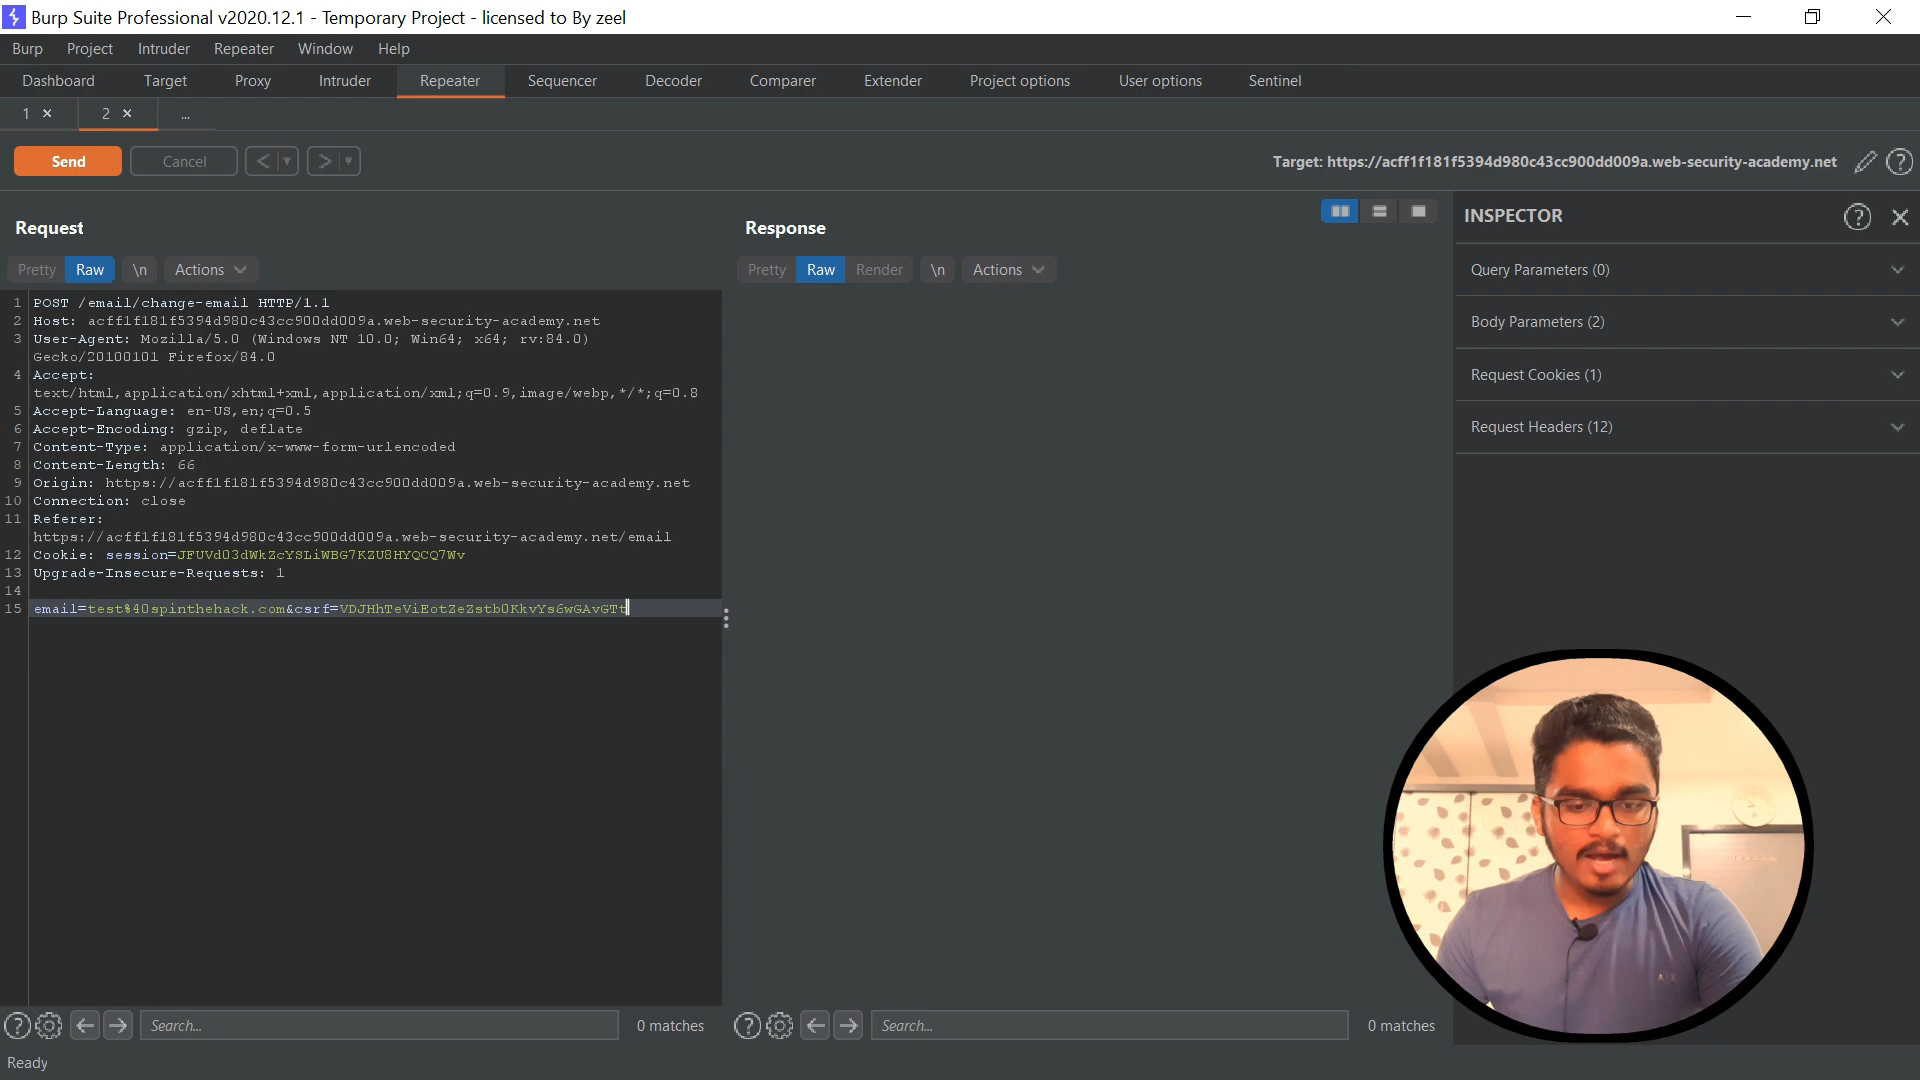 Burp Suite Professional v2020.12.1 - Temporary Project - licensed to By zeel
Burp Project Intruder Repeater Window Help
Dashboard Target Proxy Intruder Repeater Sequencer Decoder Comparer Extender Project options User options Sentinel
1 × 2 × ...
Send Cancel < > Target: https://acff1f181f5394d980c43cc900dd009a.web-security-academy.net
Request
Pretty Raw \n Actions
1 POST /email/change-email HTTP/1.1
2 Host: acff1f181f5394d980c43cc900dd009a.web-security-academy.net
3 User-Agent: Mozilla/5.0 (Windows NT 10.0; Win64; x64; rv:84.0)
Gecko/20100101 Firefox/84.0
4 Accept:
text/html,application/xhtml+xml,application/xml;q=0.9,image/webp,*/*;q=0.8
5 Accept-Language: en-US,en;q=0.5
6 Accept-Encoding: gzip, deflate
7 Content-Type: application/x-www-form-urlencoded
8 Content-Length: 66
9 Origin: https://acff1f181f5394d980c43cc900dd009a.web-security-academy.net
10 Connection: close
11 Referer:
https://acff1f181f5394d980c43cc900dd009a.web-security-academy.net/email
12 Cookie: session=JFUVd03dWkZcYSLiWBG7KZU8HYQCQ7Wv
13 Upgrade-Insecure-Requests: 1
14
15 email=test%40spinthehack.com&csrf=VDJHhTeViEotZeZstb0KkvYs6wGAvGTt
Search... 0 matches
Response
Pretty Raw Render \n Actions
Search... 0 matches
INSPECTOR
Query Parameters (0)
Body Parameters (2)
Request Cookies (1)
Request Headers (12)
Ready